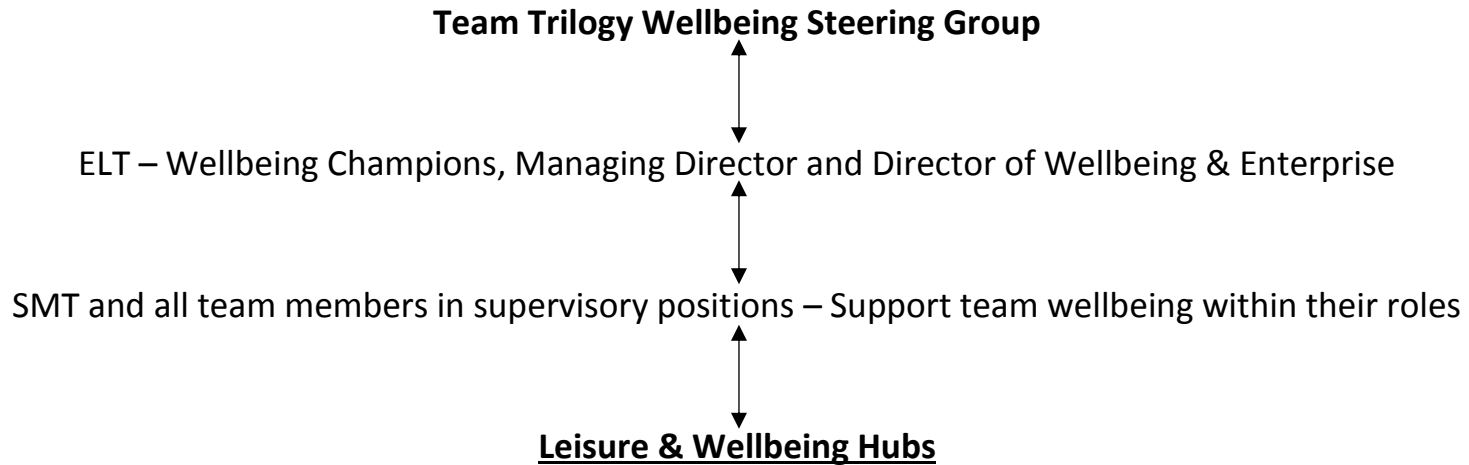 Team Trilogy Wellbeing Steering Group
ELT – Wellbeing Champions, Managing Director and Director of Wellbeing & Enterprise
SMT and all team members in supervisory positions – Support team wellbeing within their roles
Leisure & Wellbeing Hubs